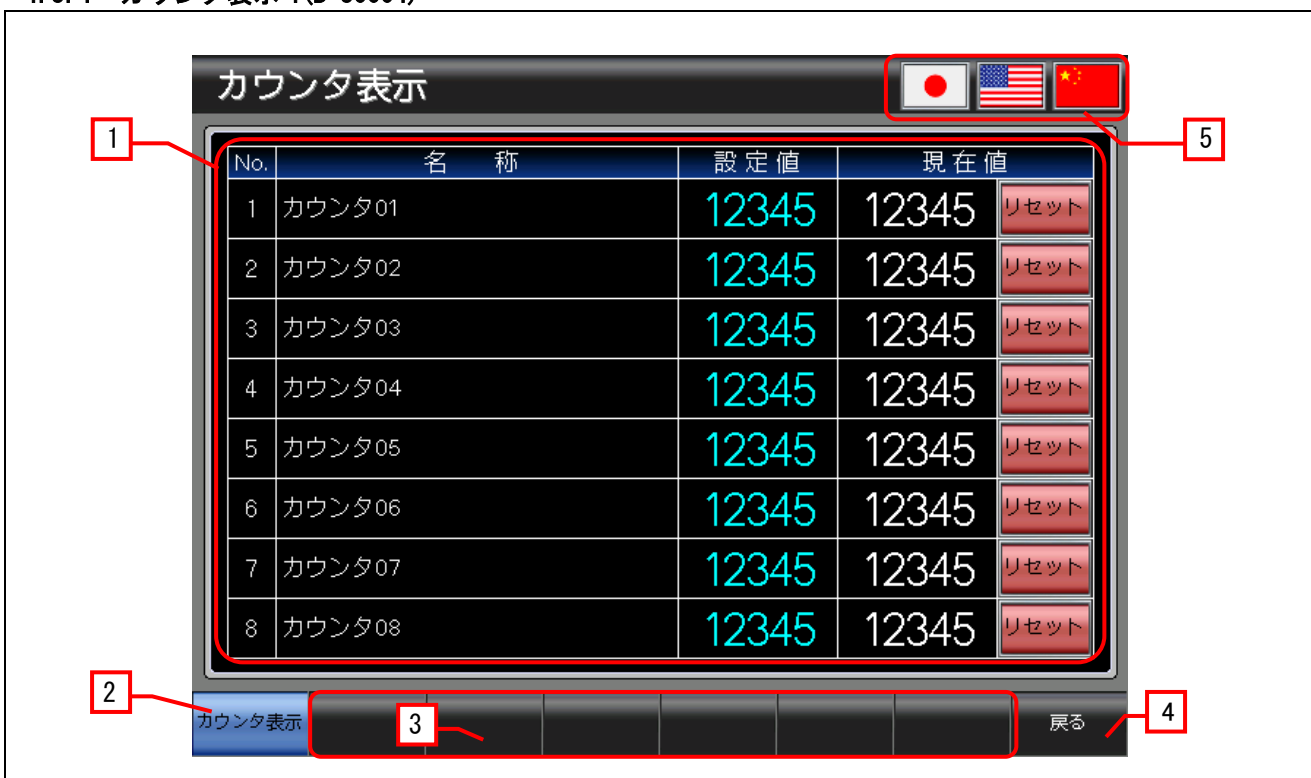 カウンタ表示
1
5
No. 名 称 設定値 現在値
1 カウンタ01 12345 12345 リセット
2 カウンタ02 12345 12345 リセット
3 カウンタ03 12345 12345 リセット
4 カウンタ04 12345 12345 リセット
5 カウンタ05 12345 12345 リセット
6 カウンタ06 12345 12345 リセット
7 カウンタ07 12345 12345 リセット
8 カウンタ08 12345 12345 リセット
2
カウンタ表示
3
戻る
4